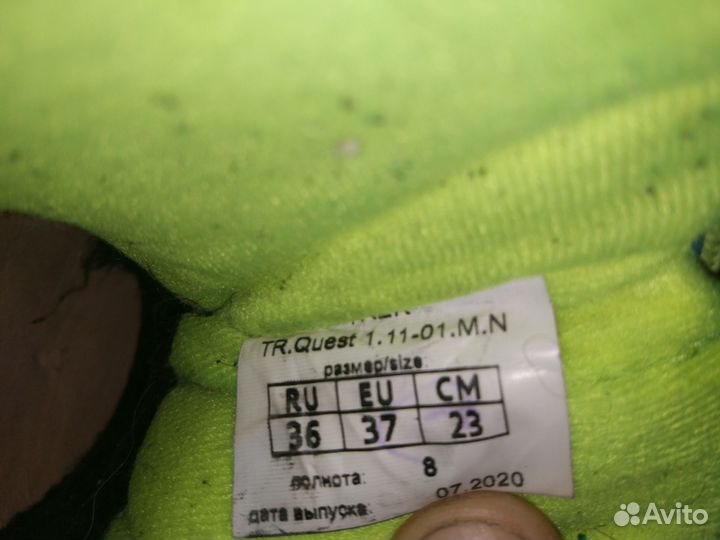 TR.Quest 1.11-01.M.N
размер/size:
RU EU CM
36 37 23
полнота: 8
07.2020
дата выпуска:
Avito